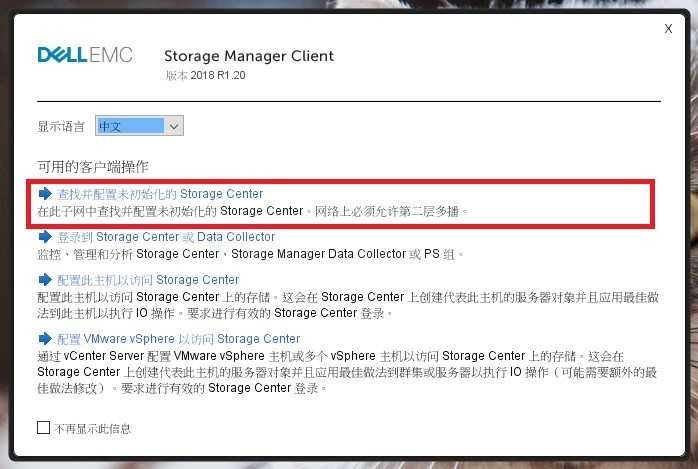 X
DELLEMC
Storage Manager Client
版本 2018 R1.20
显示语言 中文
可用的客户端操作
查找并配置未初始化的 Storage Center
在此子网中查找并配置未初始化的 Storage Center。网络上必须允许第二层多播。
登录到 Storage Center 或 Data Collector
监控、管理和分析 Storage Center、Storage Manager Data Collector 或 PS 组。
配置此主机以访问 Storage Center
配置此主机以访问 Storage Center 上的存储。这会在 Storage Center 上创建代表此主机的服务器对象并且应用最佳做
法到此主机以执行 IO 操作。要求进行有效的 Storage Center 登录。
配置 VMware vSphere 以访问 Storage Center
通过 vCenter Server 配置 VMware vSphere 主机或多个 vSphere 主机以访问 Storage Center 上的存储。这会在
Storage Center 上创建代表此主机的服务器对象并且应用最佳做法到群集或服务器以执行 IO 操作（可能需要额外的最
佳做法修改）。要求进行有效的 Storage Center 登录。
不再显示此信息